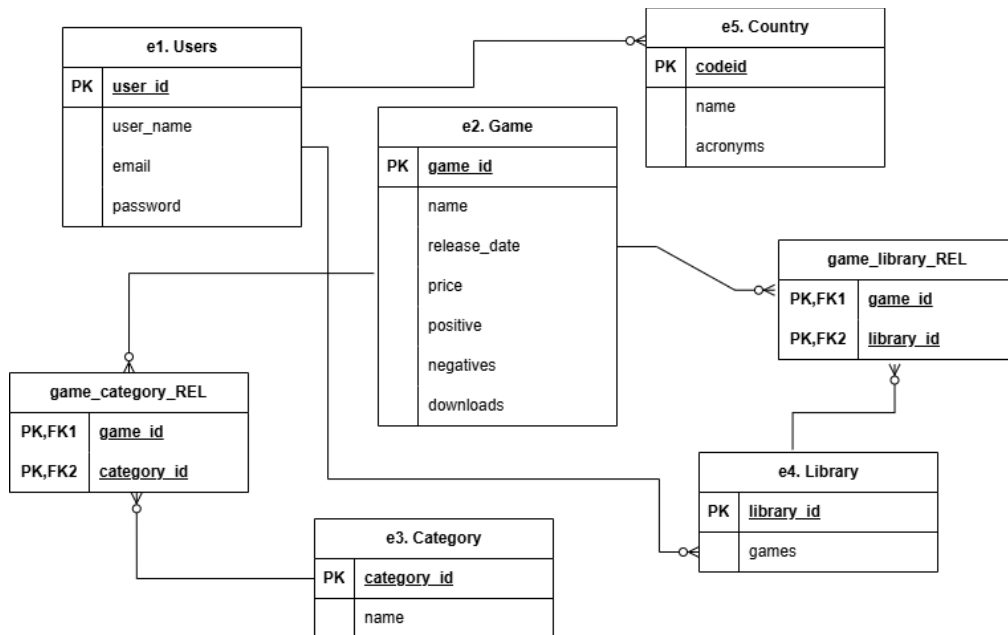 e1. Users
PK user_id
user_name
email
password
e5. Country
PK codeid
name
acronyms
e2. Game
PK game_id
name
release_date
price
positive
negatives
downloads
game_library_REL
PK,FK1 game_id
PK,FK2 library_id
game_category_REL
PK,FK1 game_id
PK,FK2 category_id
e4. Library
PK library_id
games
e3. Category
PK category_id
name